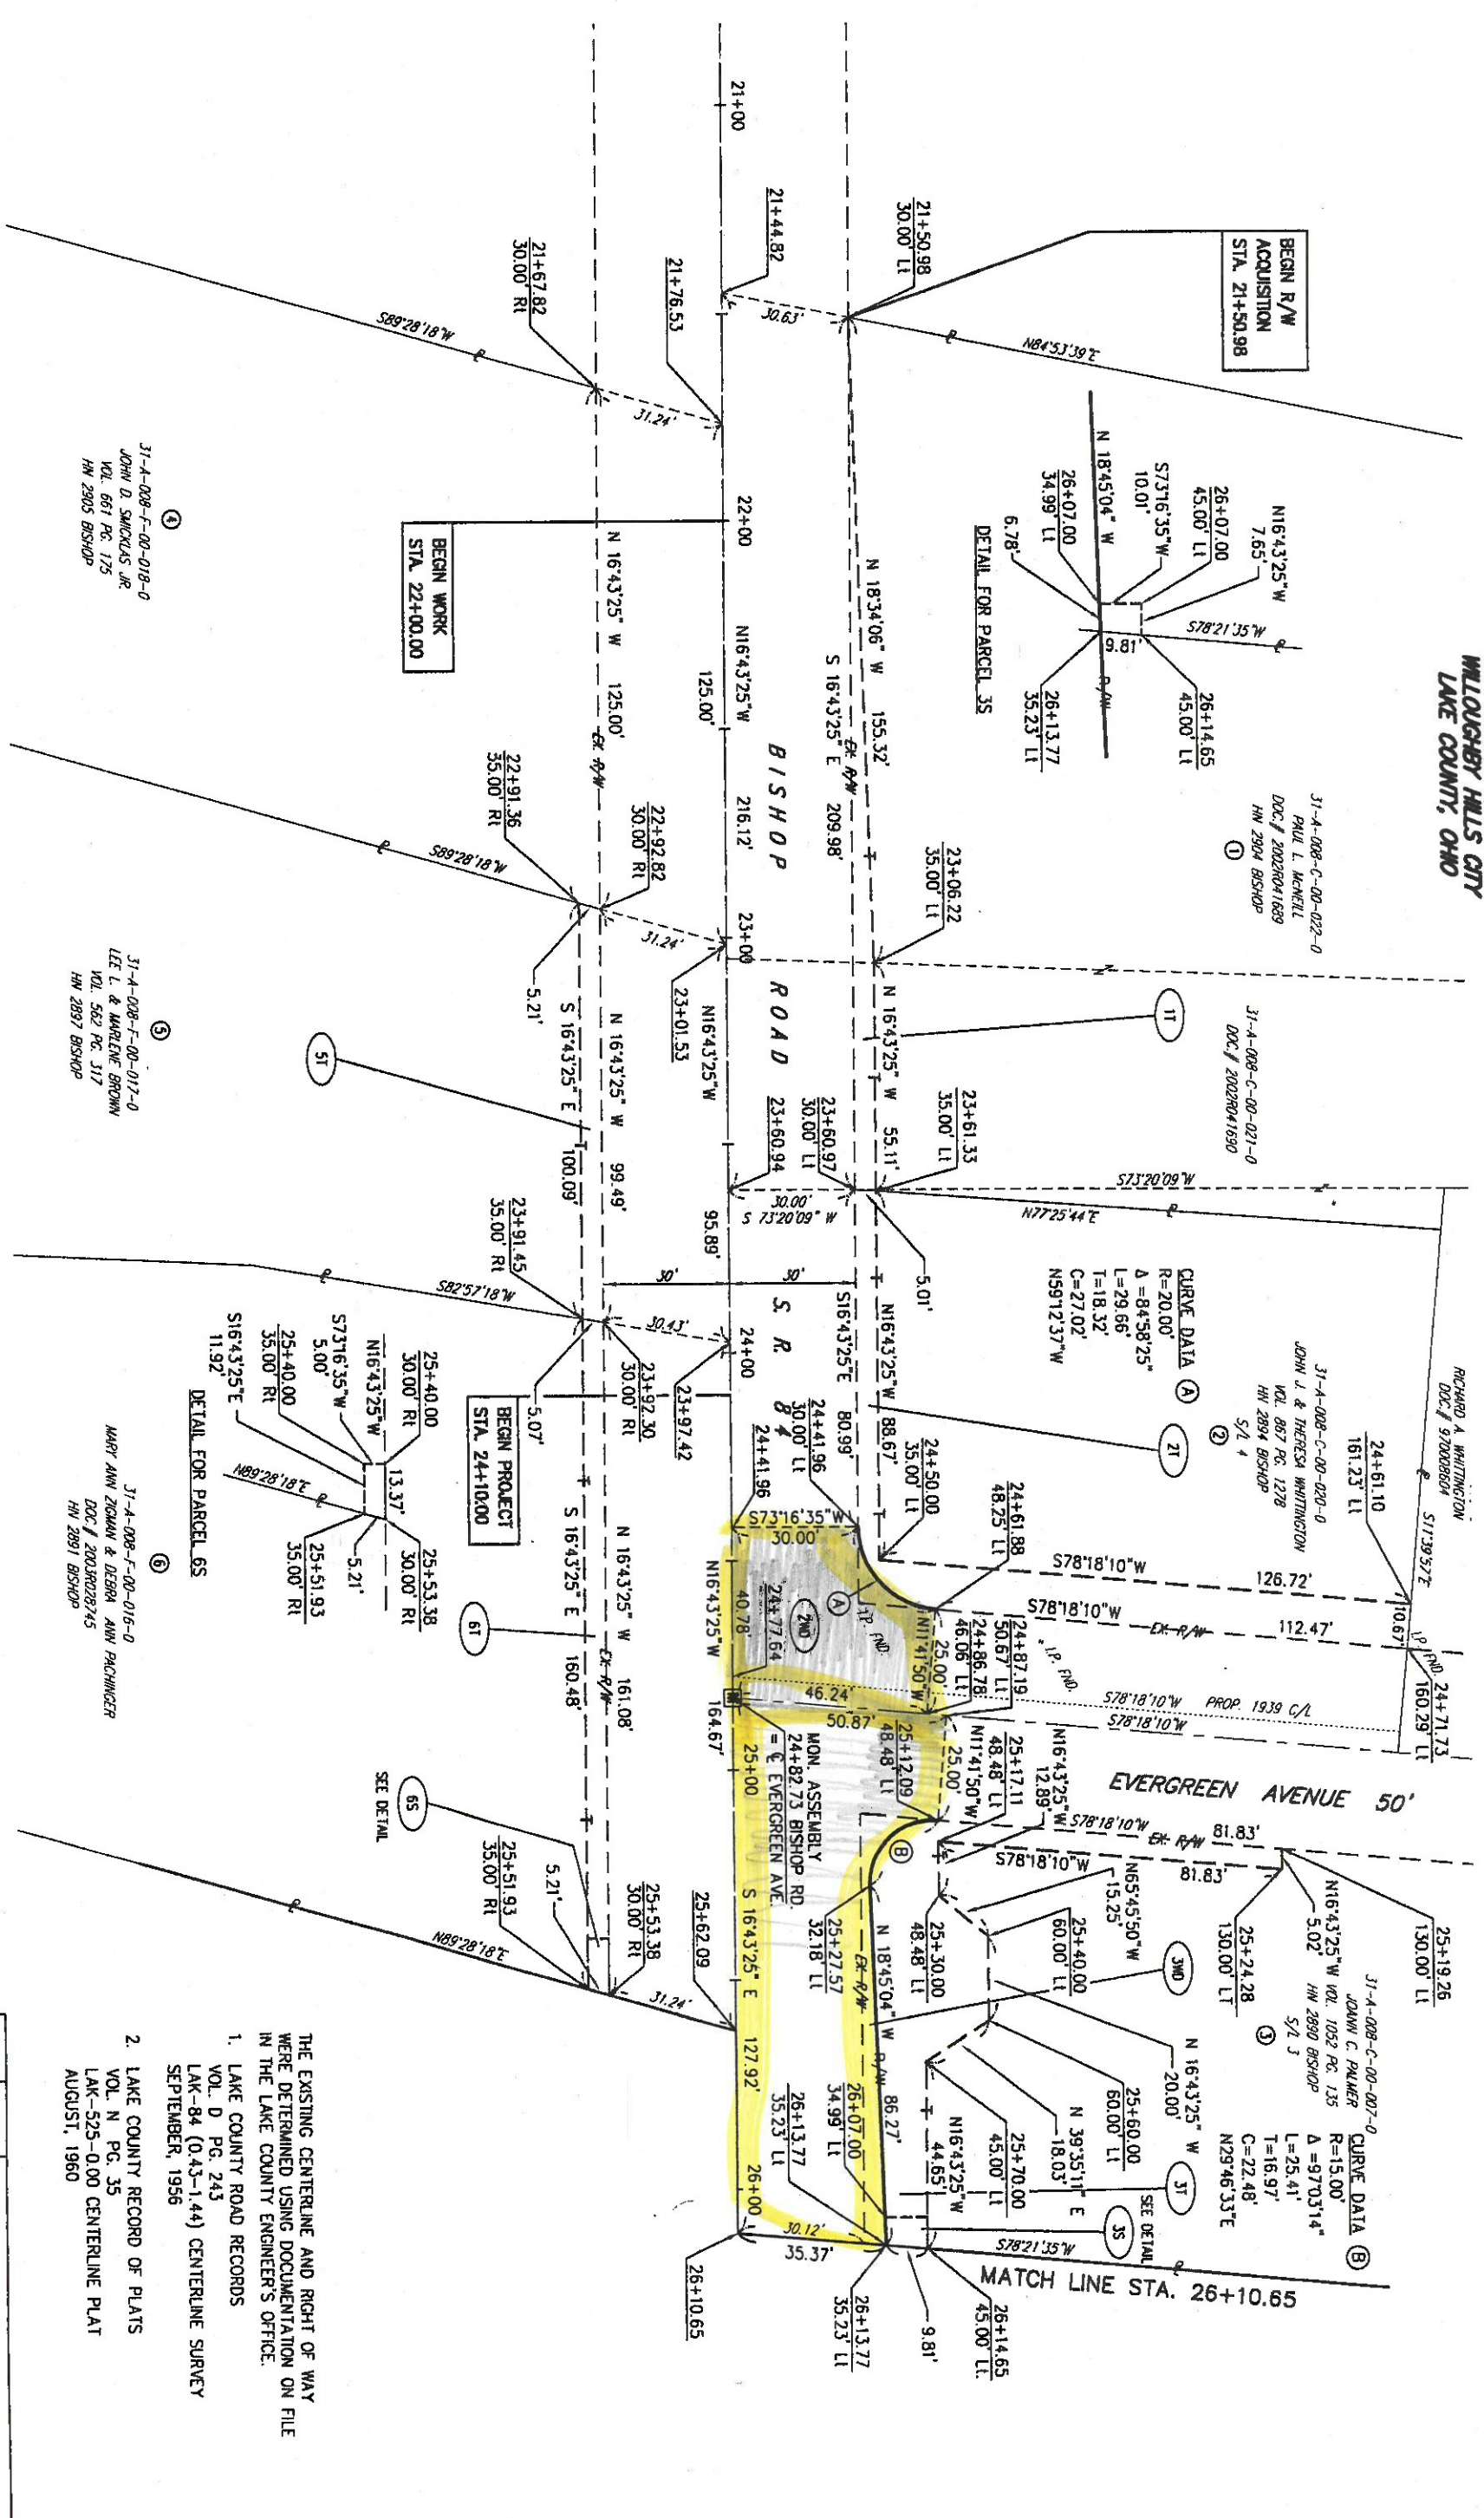 WILLOUGHBY HILLS CITY
LAKE COUNTY, OHIO
BEGIN R/W
ACQUISITION
STA. 21+50.98
21+50.98
30.00' Lt
21+00
21+44.82
30.63'
N84°53'39"E
21+76.53
21+67.82
30.00' Rt
31.24'
S89°28'18"W
N16°43'25"W
7.65'
26+07.00
45.00' Lt
S73°16'35"W
10.01'
26+07.00
34.99' Lt
N 18°45'04" W
6.78'
S78°21'35"W
9.81'
R/W
26+14.65
45.00' Lt
26+13.77
35.23' Lt
DETAIL FOR PARCEL 3S
31-A-008-C-00-022-0
PAUL L. McNEILL
DOC.# 2002R041689
HN 2904 BISHOP
1
22+00
N 18°34'06" W 155.32'
EX R/W
S 16°43'25" E 209.98'
N16°43'25"W
125.00'
216.12'
BISHOP ROAD S. R. 84
N 16°43'25" W 125.00'
EX R/W
BEGIN WORK
STA. 22+00.00
4
31-A-008-F-00-018-0
JOHN D. SMICKLAS JR.
VOL. 661 PG. 175
HN 2905 BISHOP
22+92.82
30.00' Rt
22+91.36
35.00' Rt
S89°28'18"W
31.24'
5.21'
23+00
23+01.53
23+06.22
35.00' Lt
31-A-008-C-00-021-0
DOC.# 2002R041690
1T
N 16°43'25" W 55.11'
23+61.33
35.00' Lt
23+60.97
30.00' Lt
23+60.94
N16°43'25"W
95.89'
30.00'
S 73°20'09" W
S73°20'09"W
N77°25'44"E
5.01'
N 16°43'25" W 99.49'
S 16°43'25" E 100.09'
5T
5
31-A-008-F-00-017-0
LEE L. & MARLENE BROWN
VOL. 562 PG. 317
HN 2897 BISHOP
23+91.45
35.00' Rt
S82°57'18"W
30.43'
30'
30'
23+92.30
30.00' Rt
23+97.42
5.07'
24+00
BEGIN PROJECT
STA. 24+10.00
CURVE DATA A
R=20.00'
Δ =84°58'25"
L=29.66'
T=18.32'
C=27.02'
N59°12'37"W
RICHARD A. WHITINGTON
DOC.# 970008604
S11°39'57"E
31-A-008-C-00-020-0
JOHN J. & THERESA WHITINGTON
VOL. 867 PG. 1278
HN 2894 BISHOP
S/L 4
2
24+61.10
161.23' Lt
2T
N16°43'25"W 88.67'
S16°43'25"E 80.99'
24+50.00
35.00' Lt
24+41.96
30.00' Lt
24+41.96
24+61.88
48.25' Lt
S73°16'35"W
30.00'
S78°18'10"W 126.72'
S78°18'10"W EX R/W 112.47'
10.67'
I.P. FND.
24+71.73
160.29' Lt
A
I.P. FND.
2WD
24+77.64
40.78'
N16°43'25"W
N11°41'50"W
25.00'
24+87.19
50.67' Lt
24+86.78
46.06' Lt
I.P. FND.
46.24'
50.87'
S78°18'10"W PROP. 1939 C/L
S78°18'10"W
EVERGREEN AVENUE 50'
MON. ASSEMBLY
24+82.73 BISHOP RD.
= ℄ EVERGREEN AVE.
164.67'
25+00
25+12.09
48.48' Lt
25.00'
N11°41'50"W
25+17.11
48.48' Lt
N16°43'25"W
12.89'
S78°18'10"W EX R/W 81.83'
S78°18'10"W 81.83'
B
25+27.57
32.18' Lt
25+30.00
48.48' Lt
N65°45'50"W
15.25'
25+40.00
60.00' Lt
3WD
N16°43'25"W
5.02'
25+24.28
130.00' LT
25+19.26
130.00' Lt
31-A-008-C-00-007-0
JOANN C. PALMER
VOL. 1052 PG. 135
HN 2890 BISHOP
S/L 3
3
CURVE DATA B
R=15.00'
Δ =97°03'14"
L=25.41'
T=16.97'
C=22.48'
N29°46'33"E
N 16°43'25" W
20.00'
25+60.00
60.00' Lt
N 39°35'11" E
18.03'
25+70.00
45.00' Lt
N16°43'25"W
44.65'
3T
3S
SEE DETAIL
N 18°45'04" W R/W 86.27'
EX R/W
26+07.00
34.99' Lt
26+13.77
35.23' Lt
S 16°43'25" E 127.92'
26+00
30.12'
35.37'
26+10.65
26+13.77
35.23' Lt
9.81'
26+14.65
45.00' Lt.
S78°21'35"W
MATCH LINE STA. 26+10.65
N 16°43'25" W 161.08'
EX R/W
S 16°43'25" E 160.48'
6T
6S
SEE DETAIL
25+62.09
25+53.38
30.00' Rt
5.21'
25+51.93
35.00' Rt
31.24'
N89°28'18"E
25+40.00
30.00' Rt
N16°43'25"W
S73°16'35"W
5.00'
25+40.00
35.00' Rt
S16°43'25"E
11.92'
13.37'
N89°28'18"E
25+53.38
30.00' Rt
5.21'
25+51.93
35.00' Rt
DETAIL FOR PARCEL 6S
6
31-A-008-F-00-016-0
MARY ANN ZIGMAN & DEBRA ANN PACHINGER
DOC.# 2003R028745
HN 2891 BISHOP
THE EXISTING CENTERLINE AND RIGHT OF WAY
WERE DETERMINED USING DOCUMENTATION ON FILE
IN THE LAKE COUNTY ENGINEER'S OFFICE.
1. LAKE COUNTY ROAD RECORDS
VOL. D PG. 243
LAK-84 (0.43-1.44) CENTERLINE SURVEY
SEPTEMBER, 1956
2. LAKE COUNTY RECORD OF PLATS
VOL. N PG. 35
LAK-525-0.00 CENTERLINE PLAT
AUGUST, 1960